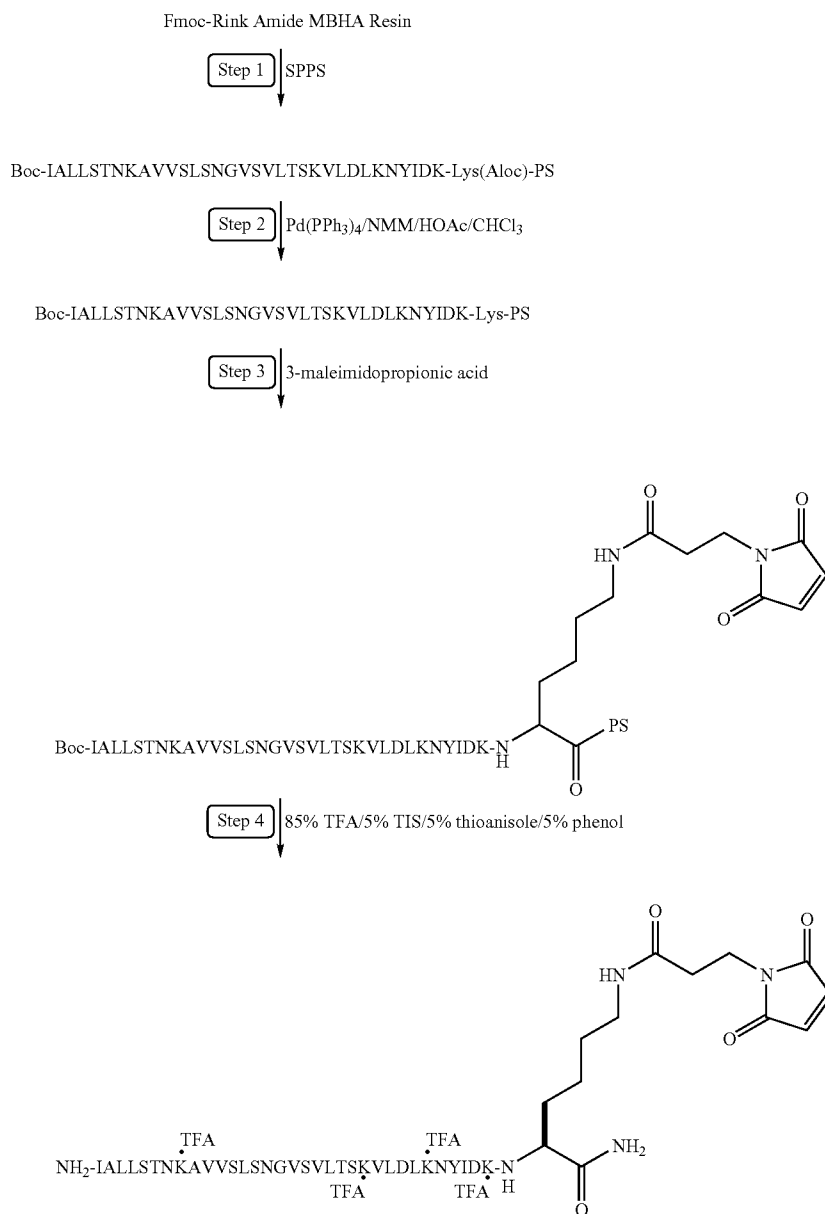 Fmoc-Rink Amide MBHA Resin
Step 1 SPPS
Boc-IALLSTNKAVVSLSNGVSVLTSKVLDLKNYIDK-Lys(Aloc)-PS
Step 2 Pd(PPh3)4/NMM/HOAc/CHCl3
Boc-IALLSTNKAVVSLSNGVSVLTSKVLDLKNYIDK-Lys-PS
Step 3 3-maleimidopropionic acid
O
O
HN
N
O
PS
Boc-IALLSTNKAVVSLSNGVSVLTSKVLDLKNYIDK-N
H
O
Step 4 85% TFA/5% TIS/5% thioanisole/5% phenol
O
O
HN
N
O
TFA TFA
NH2
NH2-IALLSTNKAVVSLSNGVSVLTSKVLDLKNYIDK-N
TFA TFA H
O